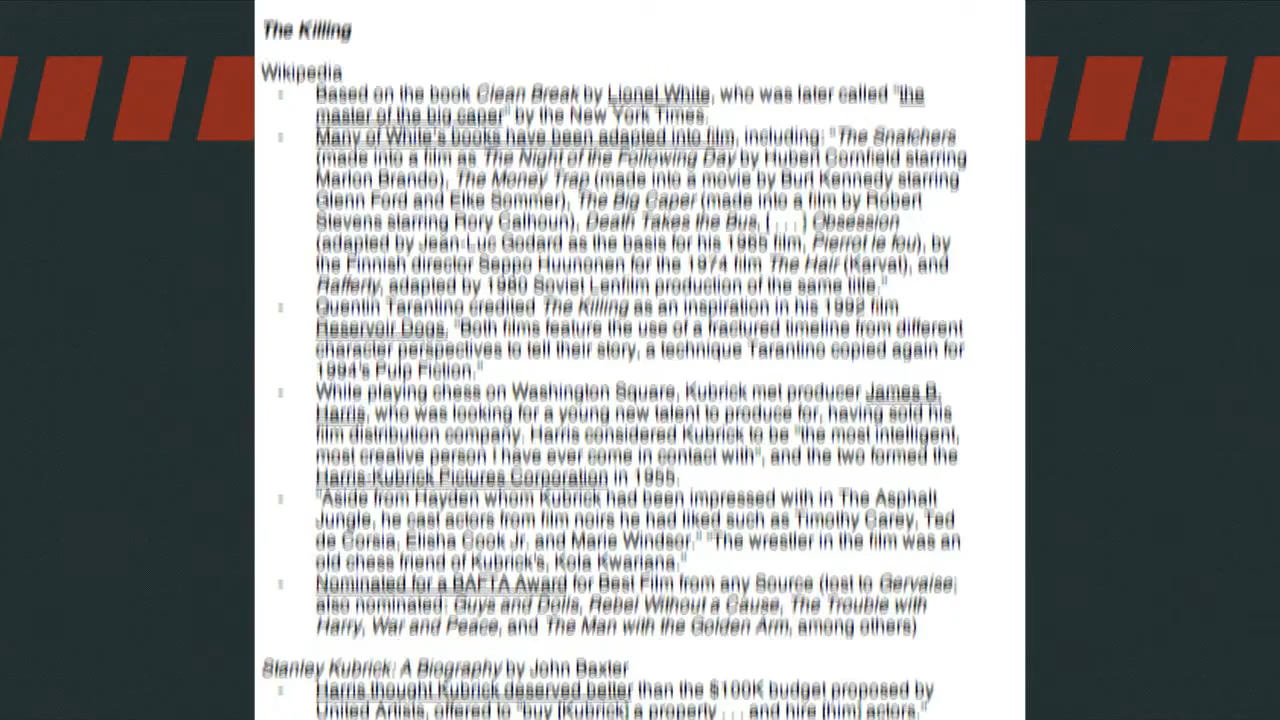 The Killing
Wikipedia
Based on the book Clean Break by Lionel White, who was later called "the
master of the big caper" by the New York Times.
Many of White's books have been adapted into film, including: "The Snatchers
(made into a film as The Night of the Following Day by Hubert Cornfield starring
Marlon Brando), The Money Trap (made into a movie by Burt Kennedy starring
Glenn Ford and Elke Sommer), The Big Caper (made into a film by Robert
Stevens starring Rory Calhoun), Death Takes the Bus, [ . . . ] Obsession
(adapted by Jean-Luc Godard as the basis for his 1965 film, Pierrot le fou), by
the Finnish director Seppo Huunonen for the 1974 film The Hair (Karvat), and
Rafferty, adapted by 1980 Soviet Lenfilm production of the same title."
Quentin Tarantino credited The Killing as an inspiration in his 1992 film
Reservoir Dogs. "Both films feature the use of a fractured timeline from different
character perspectives to tell their story, a technique Tarantino copied again for
1994's Pulp Fiction."
While playing chess on Washington Square, Kubrick met producer James B.
Harris, who was looking for a young new talent to produce for, having sold his
film distribution company. Harris considered Kubrick to be "the most intelligent,
most creative person I have ever come in contact with", and the two formed the
Harris-Kubrick Pictures Corporation in 1955.
"Aside from Hayden whom Kubrick had been impressed with in The Asphalt
Jungle, he cast actors from film noirs he had liked such as Timothy Carey, Ted
de Corsia, Elisha Cook Jr. and Marie Windsor." "The wrestler in the film was an
old chess friend of Kubrick's, Kola Kwariana."
Nominated for a BAFTA Award for Best Film from any Source (lost to Gervaise;
also nominated: Guys and Dolls, Rebel Without a Cause, The Trouble with
Harry, War and Peace, and The Man with the Golden Arm, among others)
Stanley Kubrick: A Biography by John Baxter
Harris thought Kubrick deserved better than the $100K budget proposed by
United Artists, offered to "buy [Kubrick] a property . . . and hire [him] actors."